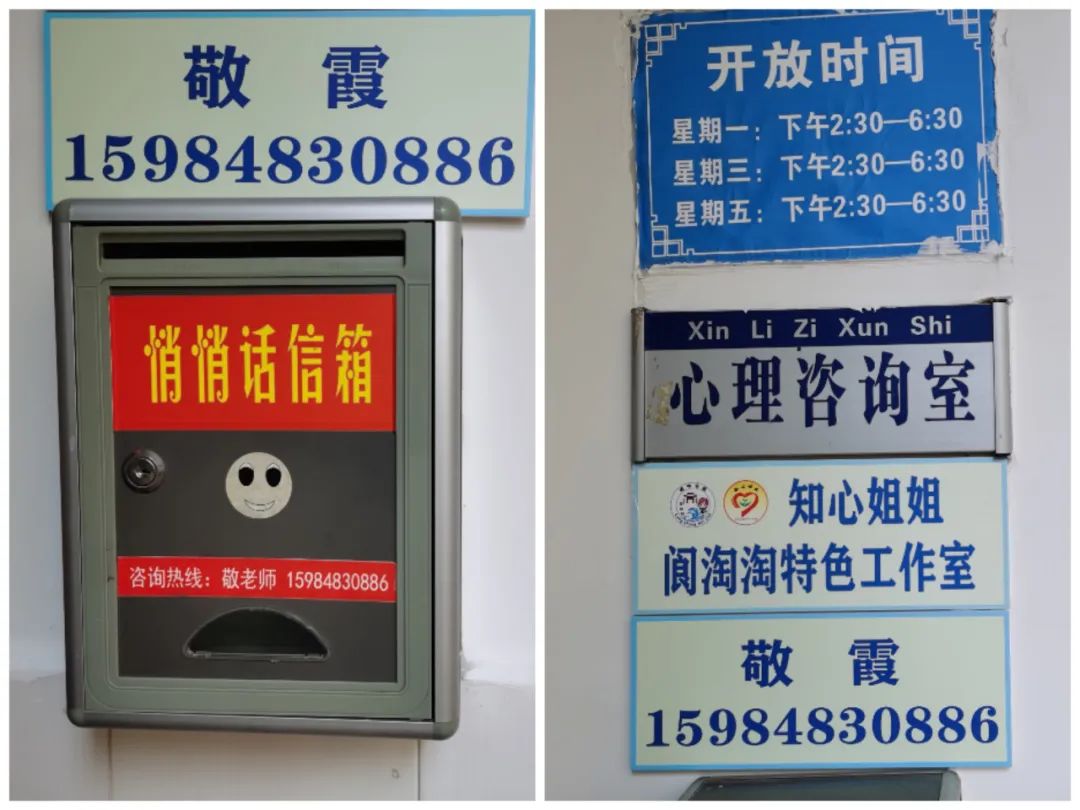 敬 霞
15984830886
悄悄话信箱
咨询热线：敬老师 15984830886
开放时间
星期一：下午2:30—6:30
星期三：下午2:30—6:30
星期五：下午2:30—6:30
Xin Li Zi Xun Shi
心理咨询室
知心姐姐
阆淘淘特色工作室
敬 霞
15984830886